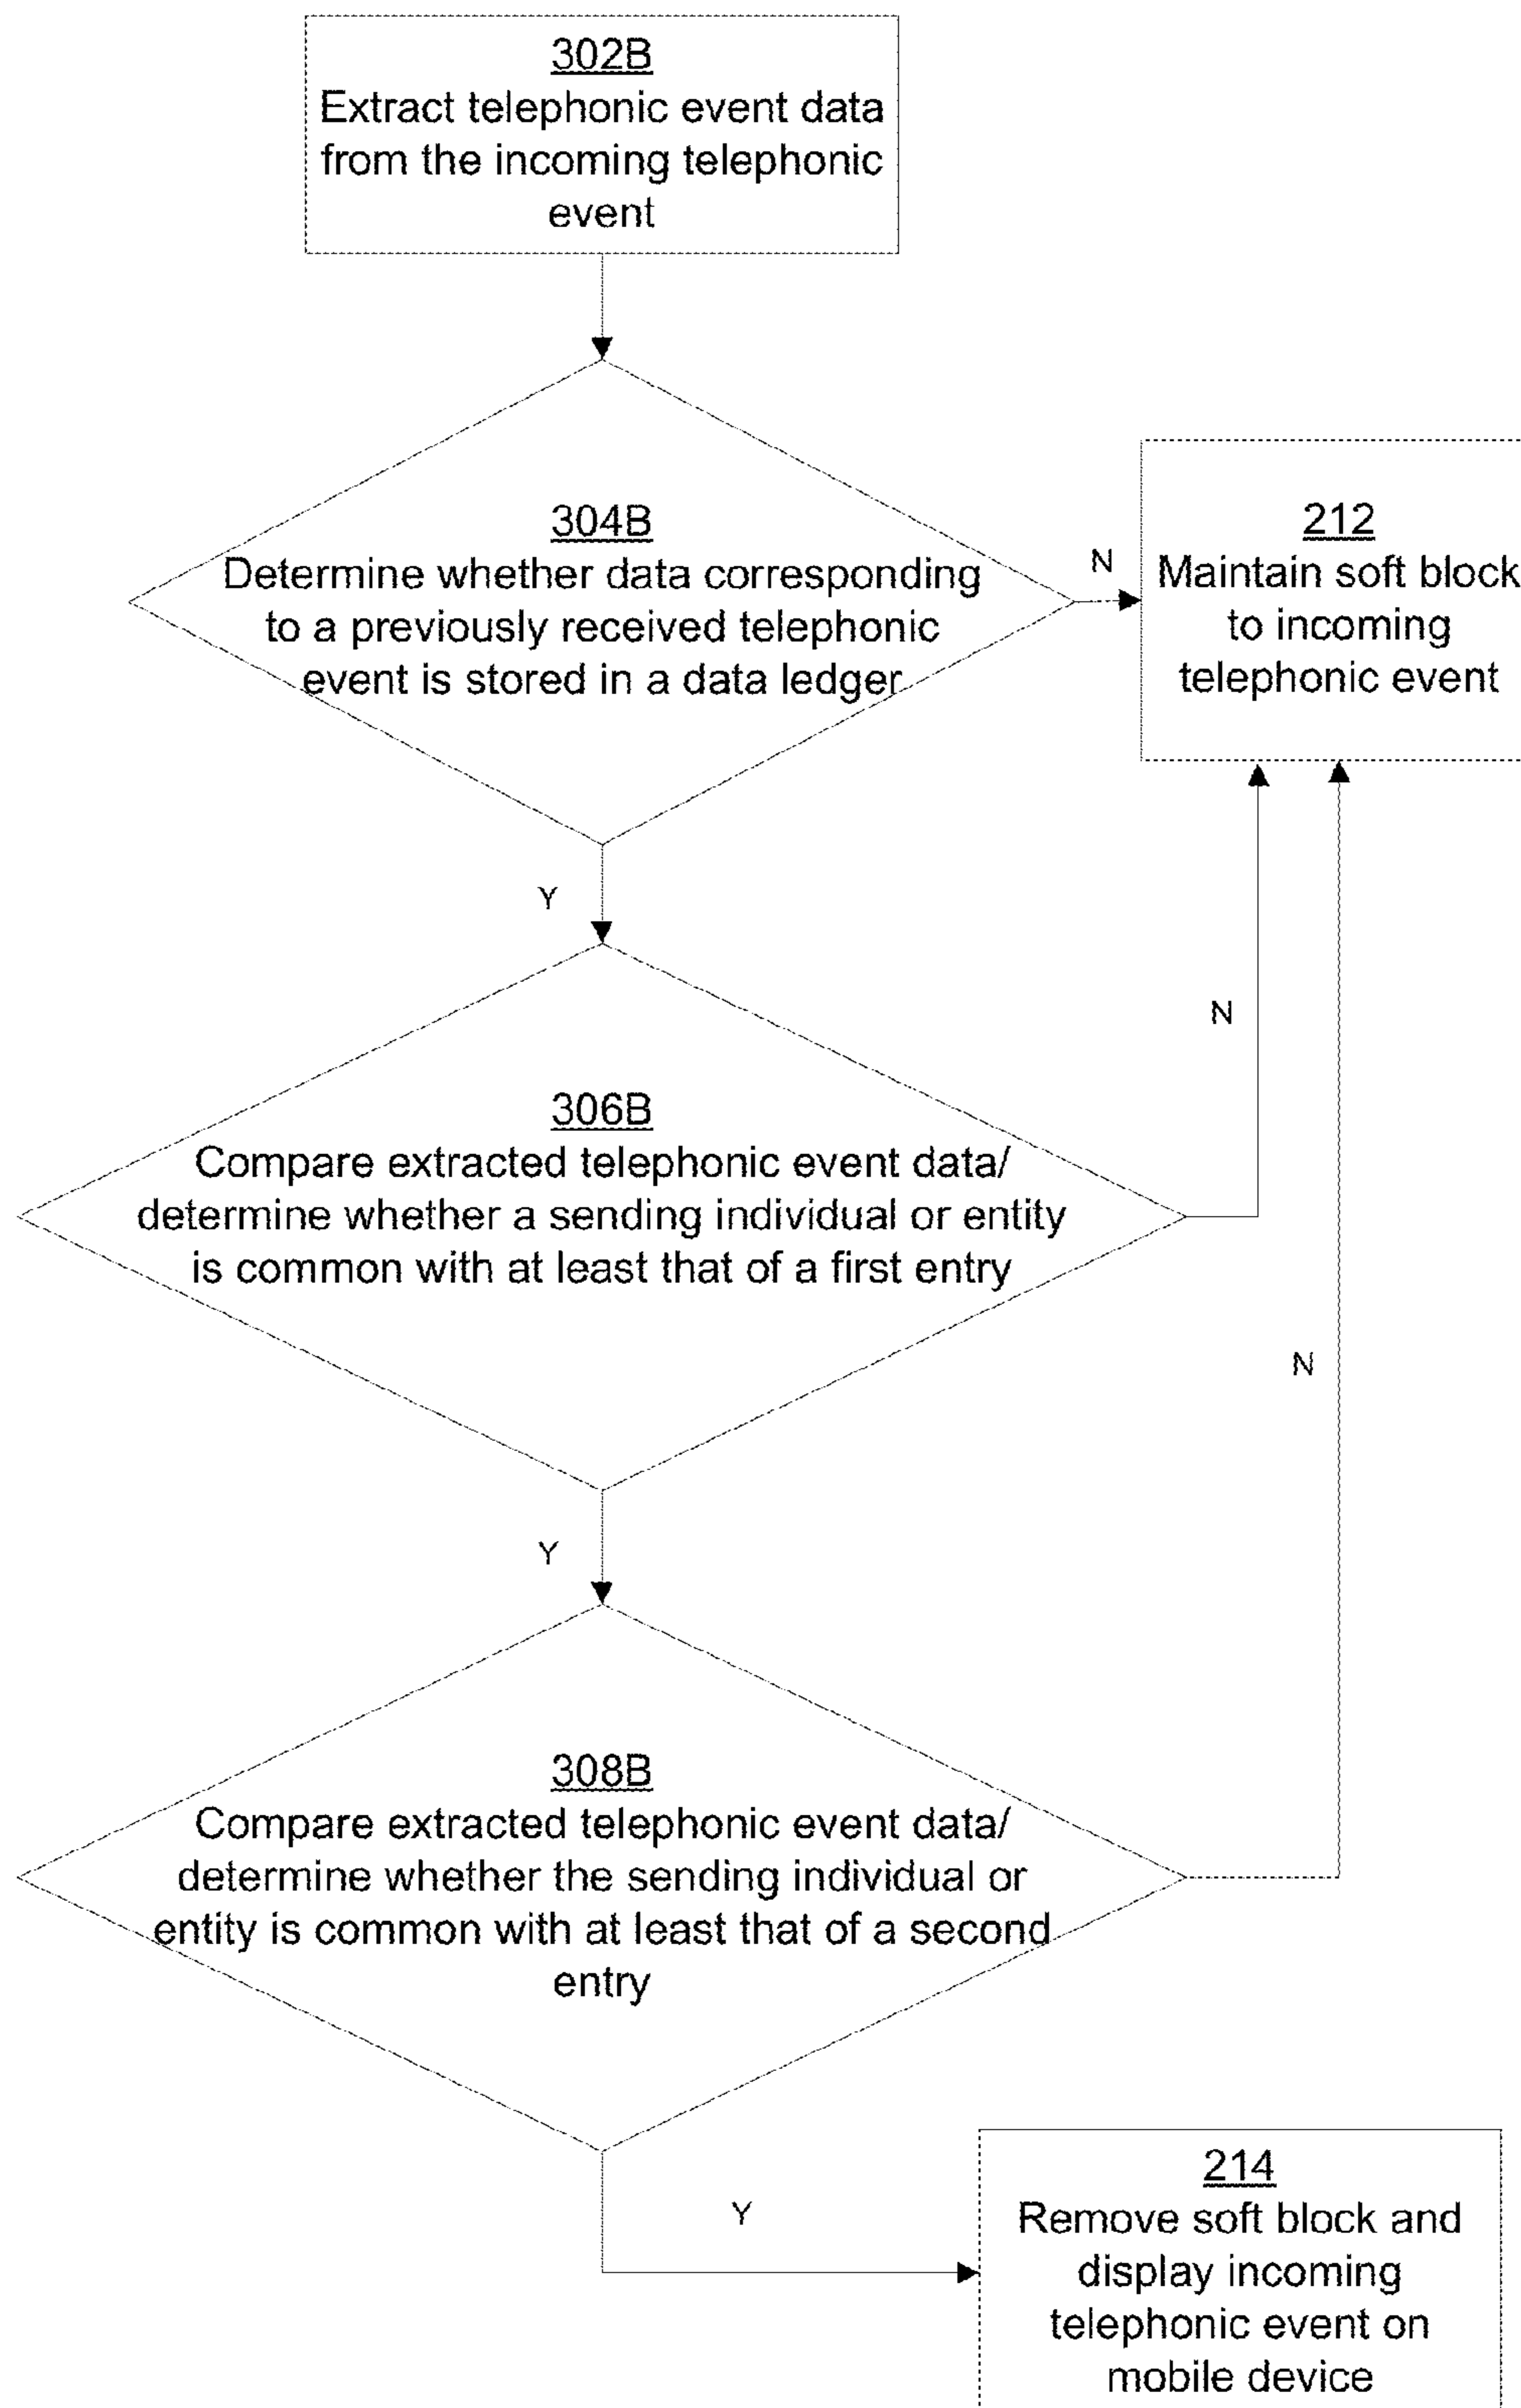 302B
Extract telephonic event data
from the incoming telephonic
event
304B
Determine whether data corresponding
to a previously received telephonic
event is stored in a data ledger
N
212
Maintain soft block
to incoming
telephonic event
Y
N
306B
Compare extracted telephonic event data/
determine whether a sending individual or entity
is common with at least that of a first entry
N
Y
308B
Compare extracted telephonic event data/
determine whether the sending individual or
entity is common with at least that of a second
entry
Y
214
Remove soft block and
display incoming
telephonic event on
mobile device